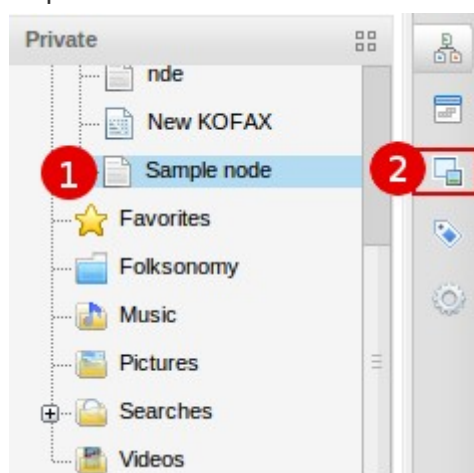 Private
nde
New KOFAX
1
Sample node
2
Favorites
Folksonomy
Music
Pictures
Searches
Videos